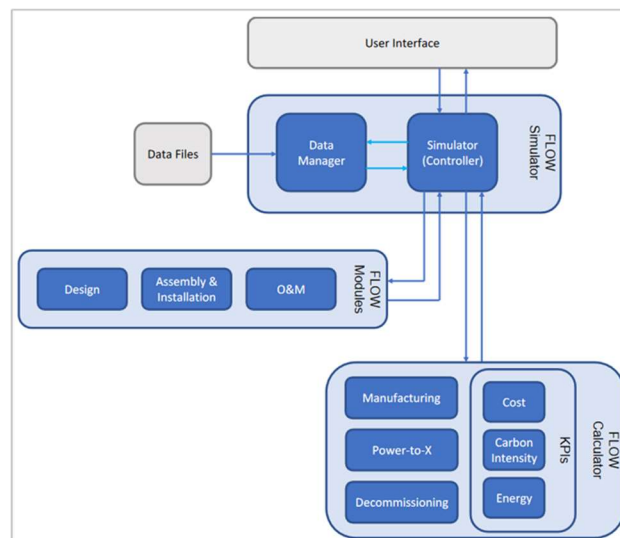 User Interface
Data Files
Data
Manager
Simulator
(Controller)
FLOW
Simulator
Design
Assembly &
Installation
O&M
FLOW
Modules
Manufacturing
Power-to-X
Decommissioning
Cost
Carbon
Intensity
Energy
KPIs
FLOW
Calculator